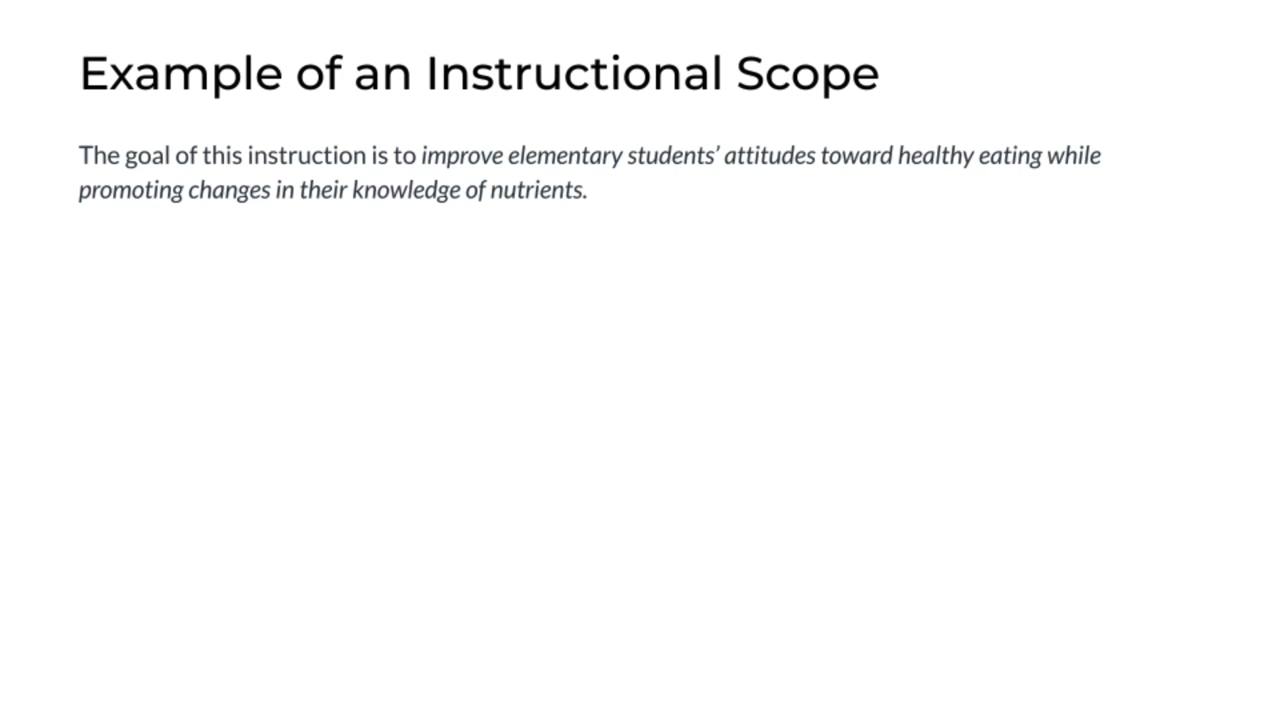 Example of an Instructional Scope
The goal of this instruction is to improve elementary students’ attitudes toward healthy eating while
promoting changes in their knowledge of nutrients.